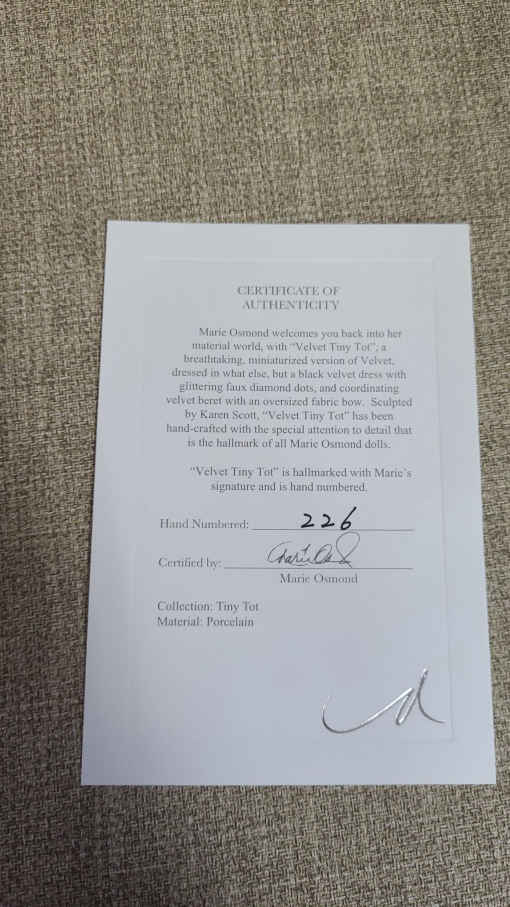 CERTIFICATE OF
AUTHENTICITY
Marie Osmond welcomes you back into her
material world, with “Velvet Tiny Tot”, a
breathtaking, miniaturized version of Velvet,
dressed in what else, but a black velvet dress with
glittering faux diamond dots, and coordinating
velvet beret with an oversized fabric bow. Sculpted
by Karen Scott, “Velvet Tiny Tot” has been
hand-crafted with the special attention to detail that
is the hallmark of all Marie Osmond dolls.
“Velvet Tiny Tot” is hallmarked with Marie’s
signature and is hand numbered.
Hand Numbered: 226
Certified by:
Marie Osmond
Collection: Tiny Tot
Material: Porcelain